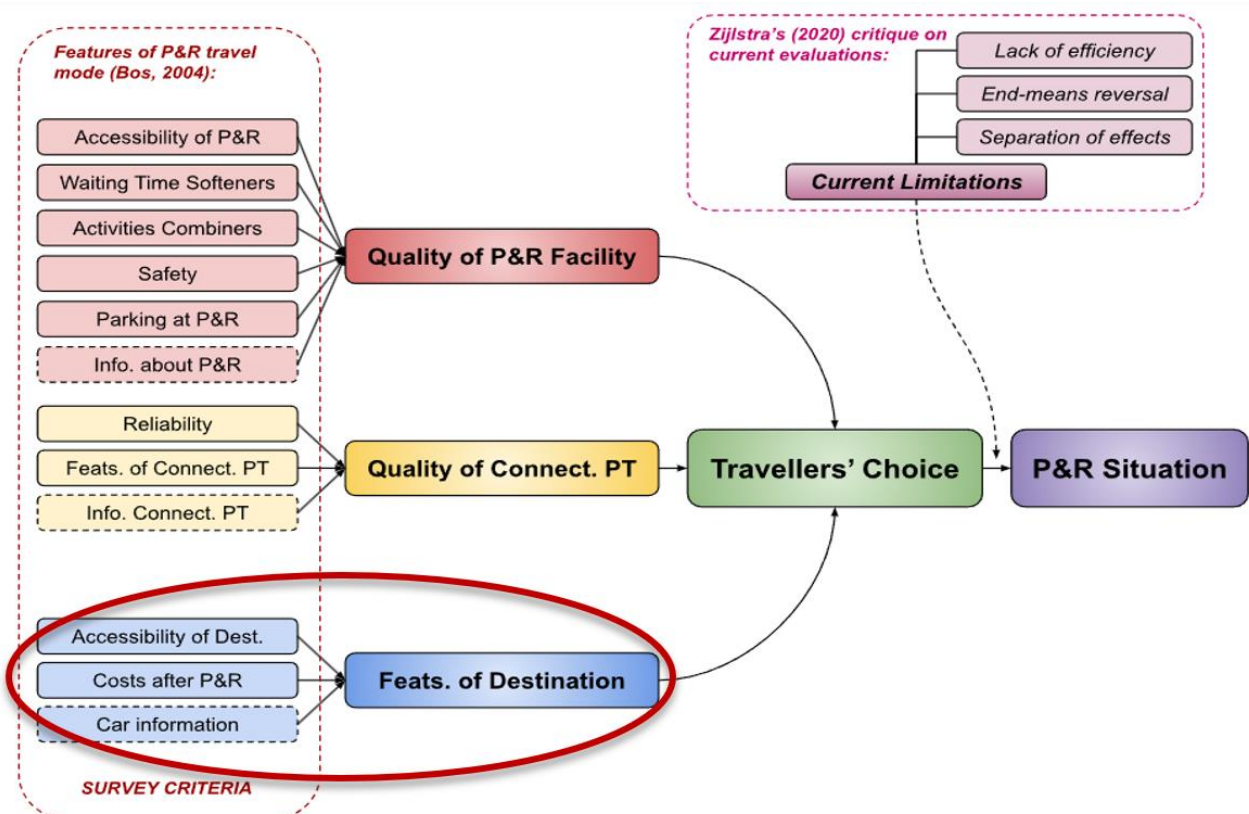 Features of P&R travel
mode (Bos, 2004):
Accessibility of P&R
Waiting Time Softeners
Activities Combiners
Safety
Parking at P&R
Info. about P&R
Reliability
Feats. of Connect. PT
Info. Connect. PT
Accessibility of Dest.
Costs after P&R
Car information
SURVEY CRITERIA
Quality of P&R Facility
Quality of Connect. PT
Feats. of Destination
Zijlstra's (2020) critique on
current evaluations:
Lack of efficiency
End-means reversal
Separation of effects
Current Limitations
Travellers' Choice
P&R Situation